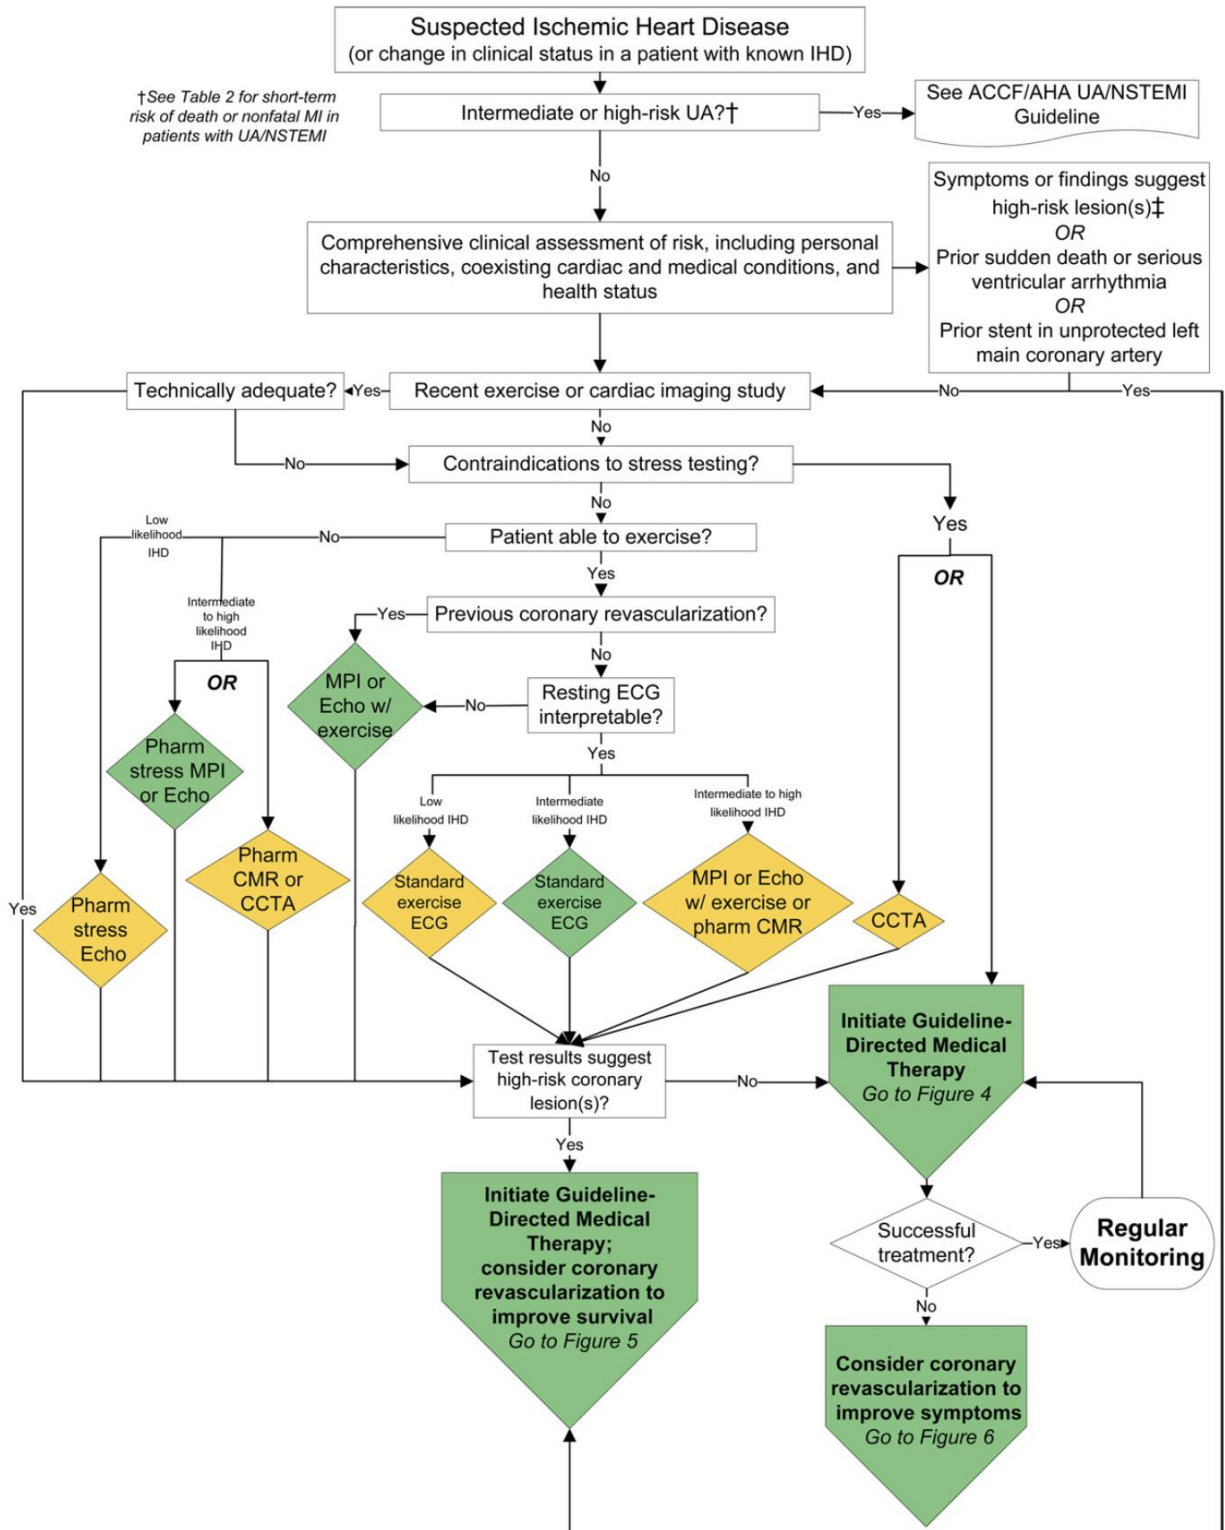 Suspected Ischemic Heart Disease
(or change in clinical status in a patient with known IHD)
†See Table 2 for short-term
risk of death or nonfatal MI in
patients with UA/NSTEMI
Intermediate or high-risk UA?†
Yes
See ACCF/AHA UA/NSTEMI
Guideline
No
Symptoms or findings suggest
high-risk lesion(s)‡
OR
Prior sudden death or serious
ventricular arrhythmia
OR
Prior stent in unprotected left
main coronary artery
Comprehensive clinical assessment of risk, including personal
characteristics, coexisting cardiac and medical conditions, and
health status
Technically adequate?
Yes
Recent exercise or cardiac imaging study
No
Yes
No
No
Contraindications to stress testing?
No
Yes
OR
Low
likelihood
IHD
No
Patient able to exercise?
Yes
Intermediate
to high
likelihood
IHD
OR
Yes
Previous coronary revascularization?
No
MPI or
Echo w/
exercise
No
Resting ECG
interpretable?
Yes
Pharm
stress MPI
or Echo
Low
likelihood IHD
Intermediate
likelihood IHD
Intermediate to high
likelihood IHD
Pharm
CMR or
CCTA
Standard
exercise
ECG
Standard
exercise
ECG
MPI or Echo
w/ exercise or
pharm CMR
CCTA
Yes
Pharm
stress
Echo
Test results suggest
high-risk coronary
lesion(s)?
No
Initiate Guideline-
Directed Medical
Therapy
Go to Figure 4
Yes
Initiate Guideline-
Directed Medical
Therapy;
consider coronary
revascularization to
improve survival
Go to Figure 5
Successful
treatment?
Yes
Regular
Monitoring
No
Consider coronary
revascularization to
improve symptoms
Go to Figure 6